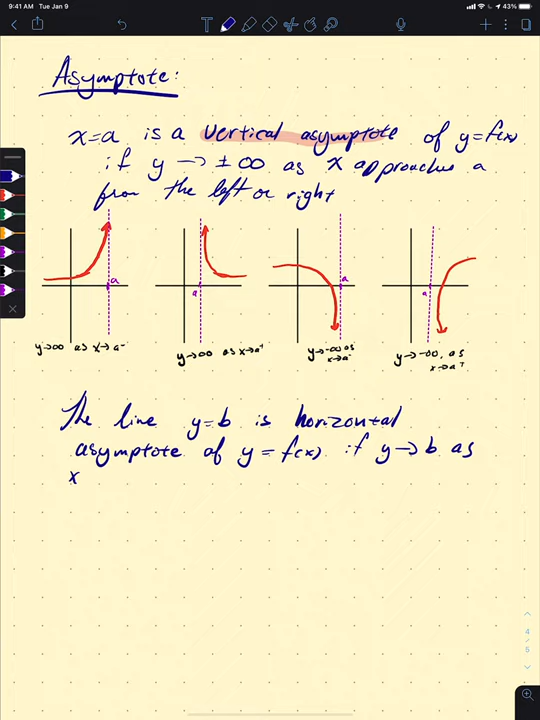 9:41 AM Tue Jan 9
43%
Asymptote:
x=a is a vertical asymptote of y=f(x)
if y → ±∞ as x approaches a
from the left or right
a
a
a
a
y→∞ as x→a⁻
y→∞ as x→a⁺
y→-∞ as
x→a⁻
y→-∞, as
x→a⁺
The line y=b is horizontal
asymptote of y=f(x) if y→b as
x
4
5